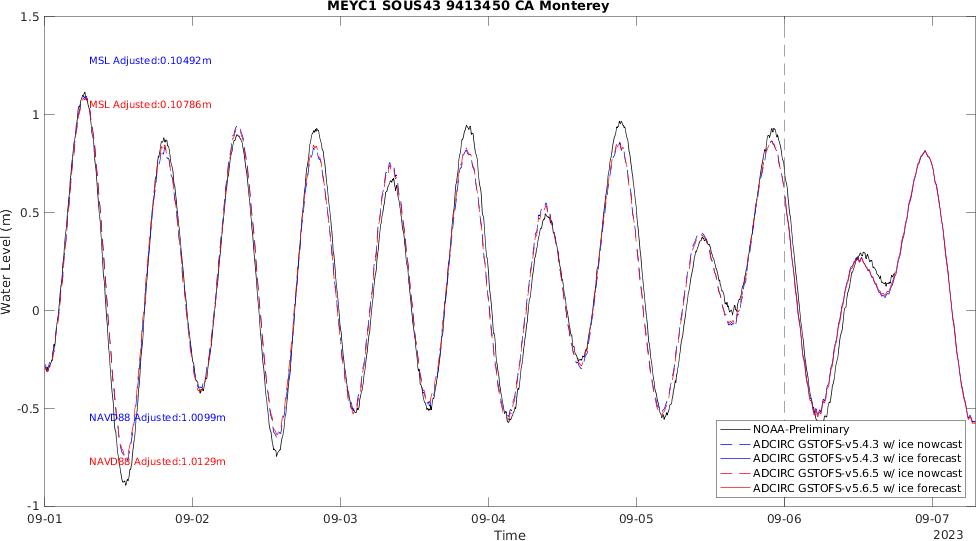 MEYC1 SOUS43 9413450 CA Monterey
1.5
MSL Adjusted:0.10492m
MSL Adjusted:0.10786m
1
0.5
Water Level (m)
0
-0.5
NAVD88 Adjusted:1.0099m
NAVD88 Adjusted:1.0129m
NOAA-Preliminary
ADCIRC GSTOFS-v5.4.3 w/ ice nowcast
ADCIRC GSTOFS-v5.4.3 w/ ice forecast
ADCIRC GSTOFS-v5.6.5 w/ ice nowcast
ADCIRC GSTOFS-v5.6.5 w/ ice forecast
-1
09-01 09-02 09-03 09-04 09-05 09-06 09-07
Time
2023